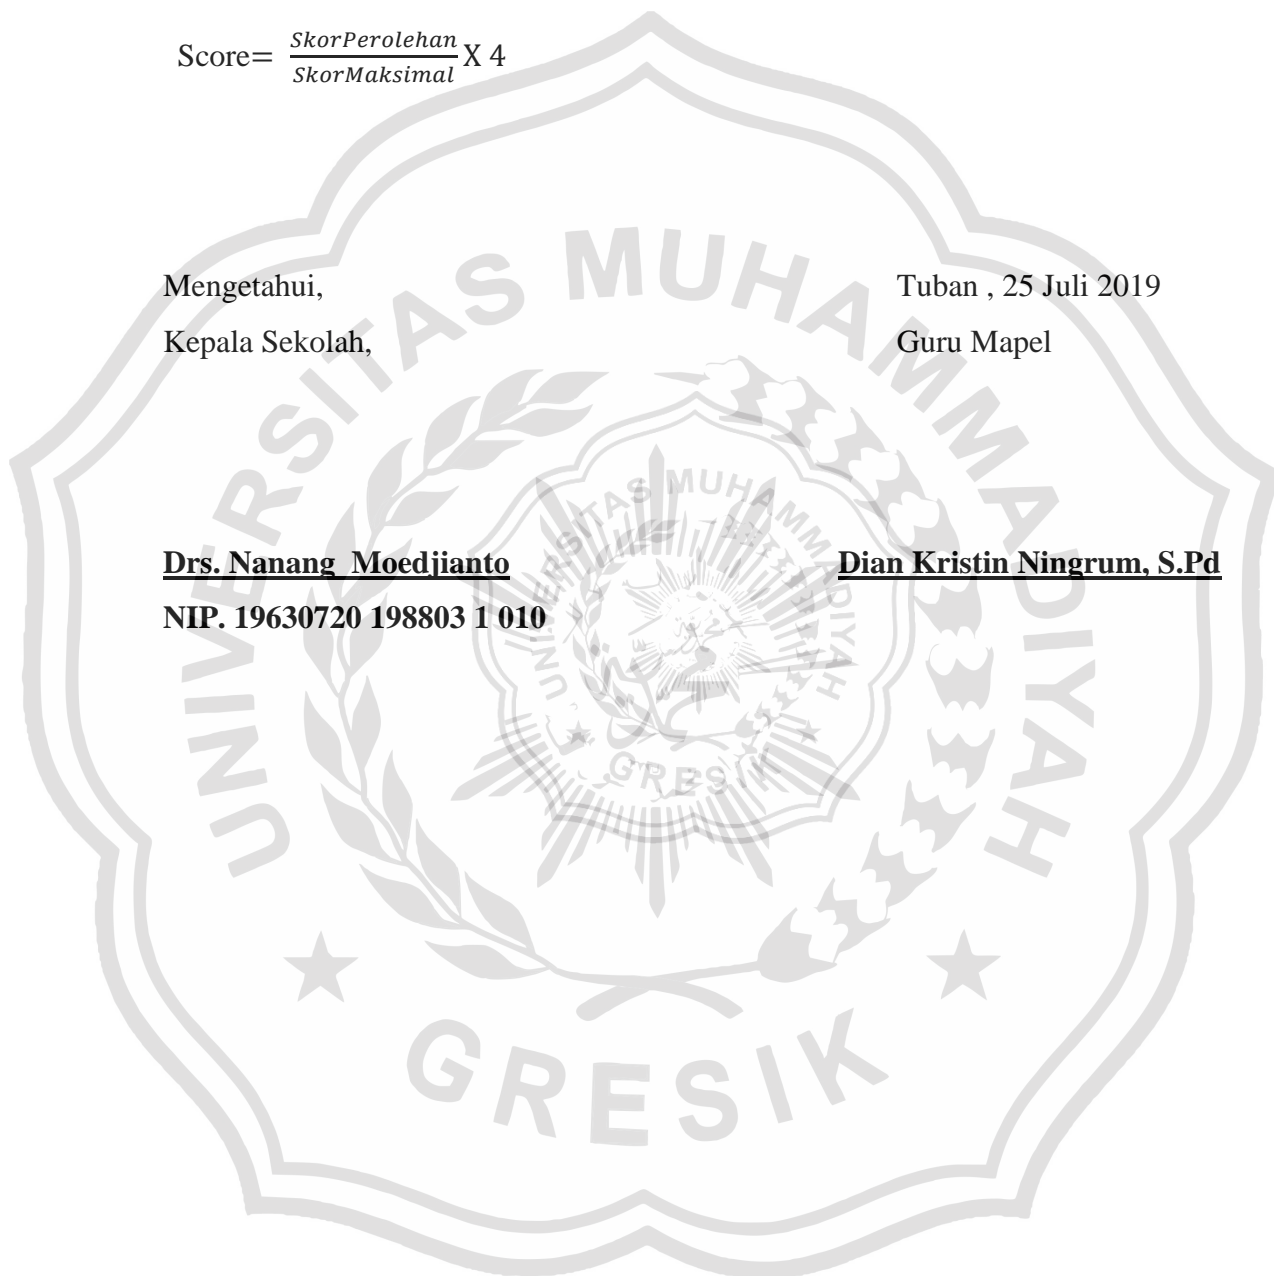 Score= SkorPerolehan/SkorMaksimal X 4
Mengetahui, Tuban , 25 Juli 2019
Kepala Sekolah, Guru Mapel
Drs. Nanang Moedjianto Dian Kristin Ningrum, S.Pd
NIP. 19630720 198803 1 010
UNIVERSITAS MUHAMMADIYAH
GRESIK
UNIVERSITAS MUHAMMADIYAH
GRESIK